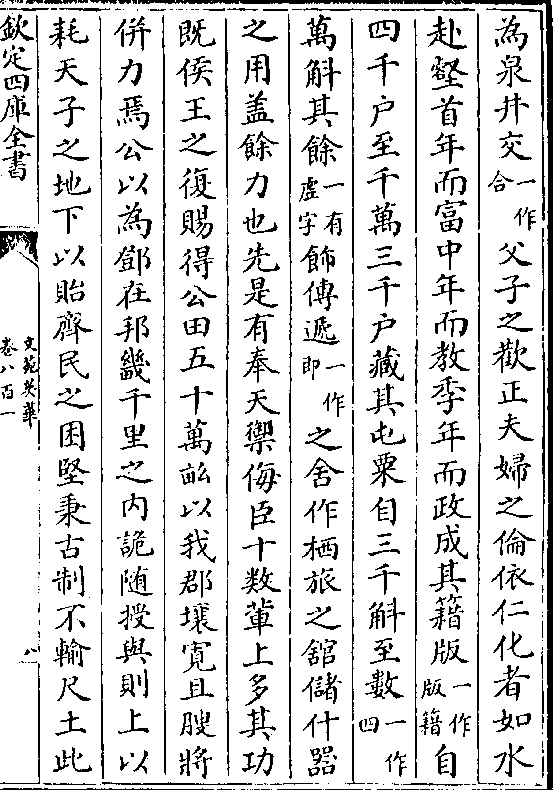 為泉井交一作合父子之歡正夫婦之倫依仁化者如水
赴壑首年而富中年而教季年而政成其籍版一作版籍自
四千户至千萬三千户藏其屯粟自三千斛至數一作四
萬斛其餘一有虚字飾傳遞一作即之舍作栖旅之舘儲什器
之用盖餘力也先是有奉天禦侮臣十数軰上多其功
既侯王之復賜得公田五十萬畝以我郡壤寛且腴將
併力焉公以為鄧在邦畿千里之内詭随授與則上以
耗天子之地下以貽齊民之困堅秉古制不輸尺土此
欽定四庫全書
文苑英華
卷八百一
八